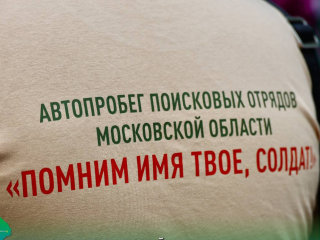 АВТОПРОБЕГ ПОИСКОВЫХ ОТРЯДОВ
МОСКОВСКОЙ ОБЛАСТИ
«ПОМНИМ ИМЯ ТВОЕ, СОЛДАТ!»